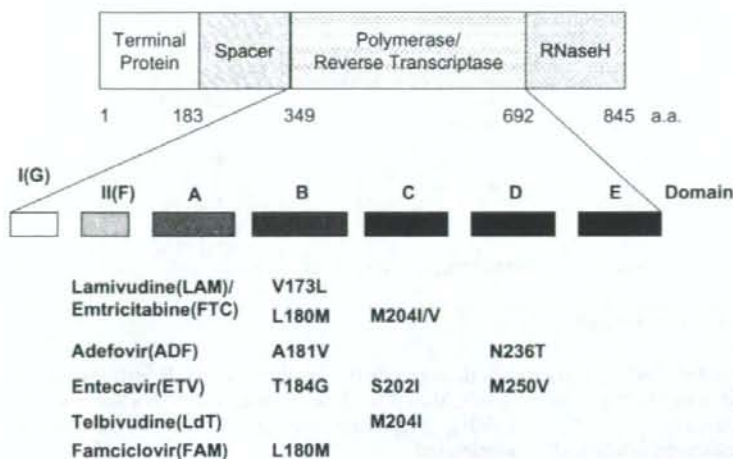 Terminal Protein Spacer Polymerase/ Reverse Transcriptase RNaseH
1 183 349 692 845 a.a.
I(G) II(F) A B C D E Domain
Lamivudine(LAM)/ V173L
Emtricitabine(FTC) L180M M204I/V
Adefovir(ADF) A181V N236T
Entecavir(ETV) T184G S202I M250V
Telbivudine(LdT) M204I
Famciclovir(FAM) L180M